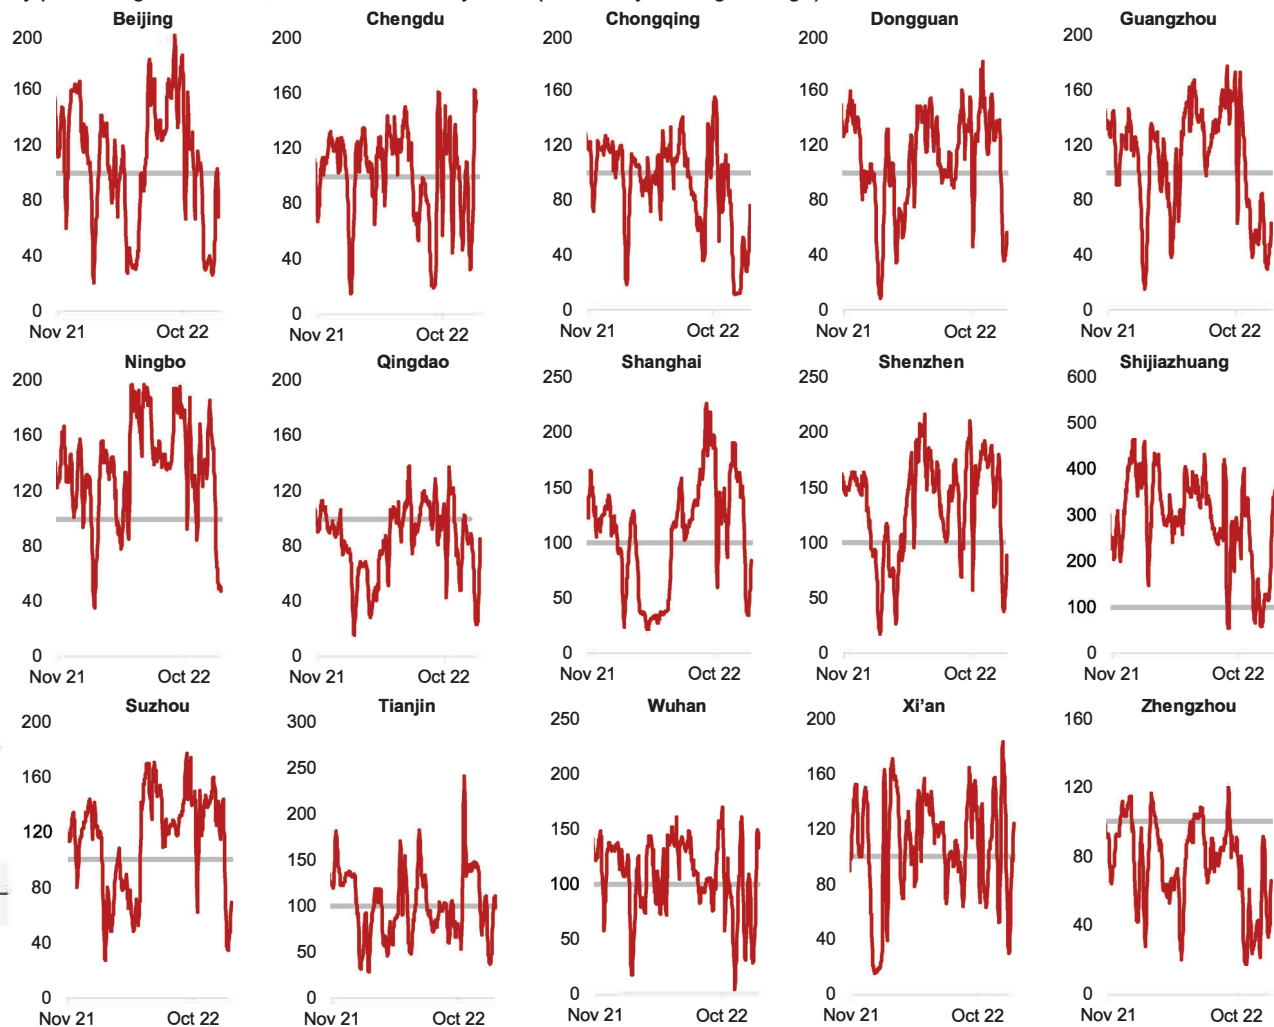 Beijing Chengdu Chongqing Dongguan Guangzhou
200 200 200 200 200
160 160 160 160 160
120 120 120 120 120
80 80 80 80 80
40 40 40 40 40
0 0 0 0 0
Nov 21 Oct 22 Nov 21 Oct 22 Nov 21 Oct 22 Nov 21 Oct 22 Nov 21 Oct 22
Ningbo Qingdao Shanghai Shenzhen Shijiazhuang
200 200 250 250 600
160 160 200 200 500
120 120 150 150 400
80 80 100 100 300
40 40 50 50 200
0 0 0 0 100
0
Nov 21 Oct 22 Nov 21 Oct 22 Nov 21 Oct 22 Nov 21 Oct 22 Nov 21 Oct 22
Suzhou Tianjin Wuhan Xi'an Zhengzhou
200 300 250 200 160
160 250 200 160 120
120 200 150 120 80
80 150 100 80 40
40 100 50 40 0
0 50 0 0
0
Nov 21 Oct 22 Nov 21 Oct 22 Nov 21 Oct 22 Nov 21 Oct 22 Nov 21 Oct 22